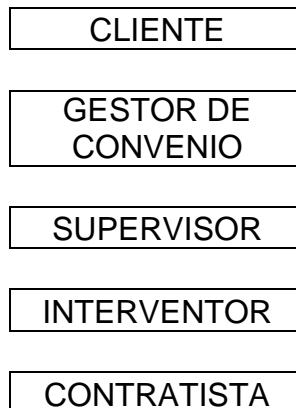 CLIENTE
GESTOR DE
CONVENIO
SUPERVISOR
INTERVENTOR
CONTRATISTA